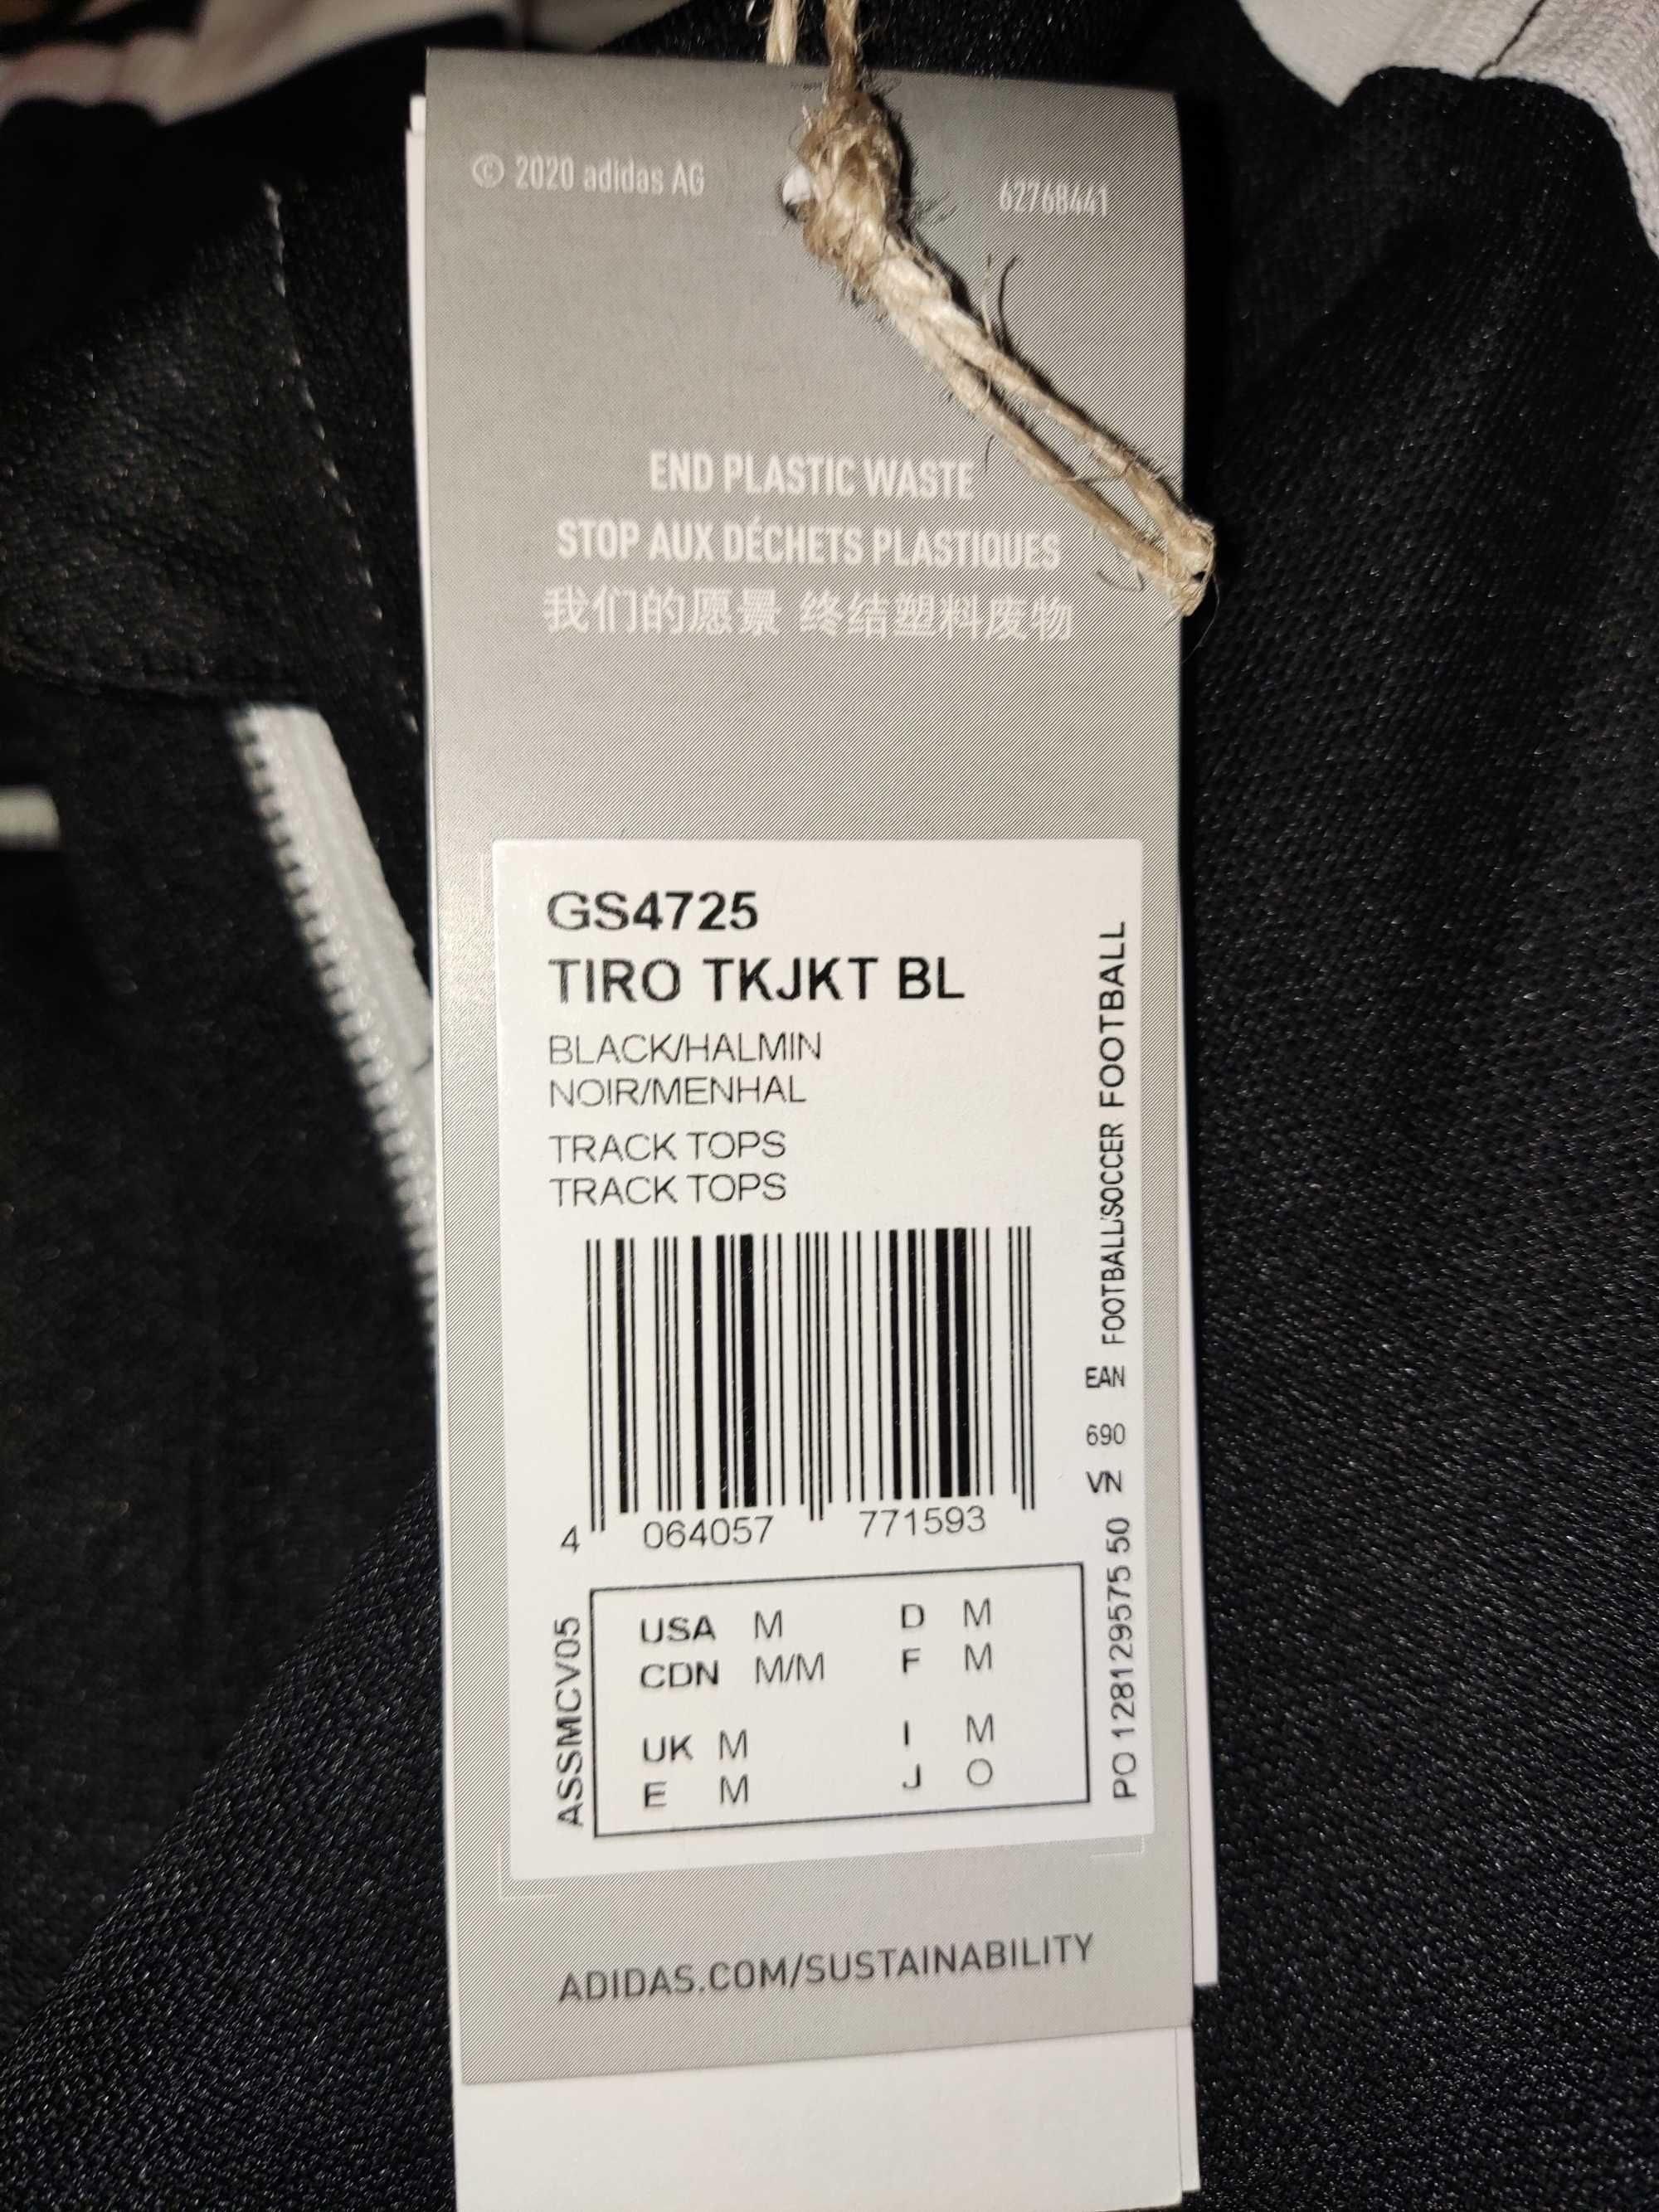 © 2020 adidas AG
62768441
END PLASTIC WASTE
STOP AUX DÉCHETS PLASTIQUES
我们的愿景 终结塑料废物
GS4725
TIRO TKJKT BL
BLACK/HALMIN
NOIR/MENHAL
TRACK TOPS
TRACK TOPS
4 064057 771593
ASSMCV05
USA M D M
CDN M/M F M
UK M I M
E M J O
PO 128129575 50 VN 690 EAN FOOTBALL/SOCCER FOOTBALL
ADIDAS.COM/SUSTAINABILITY